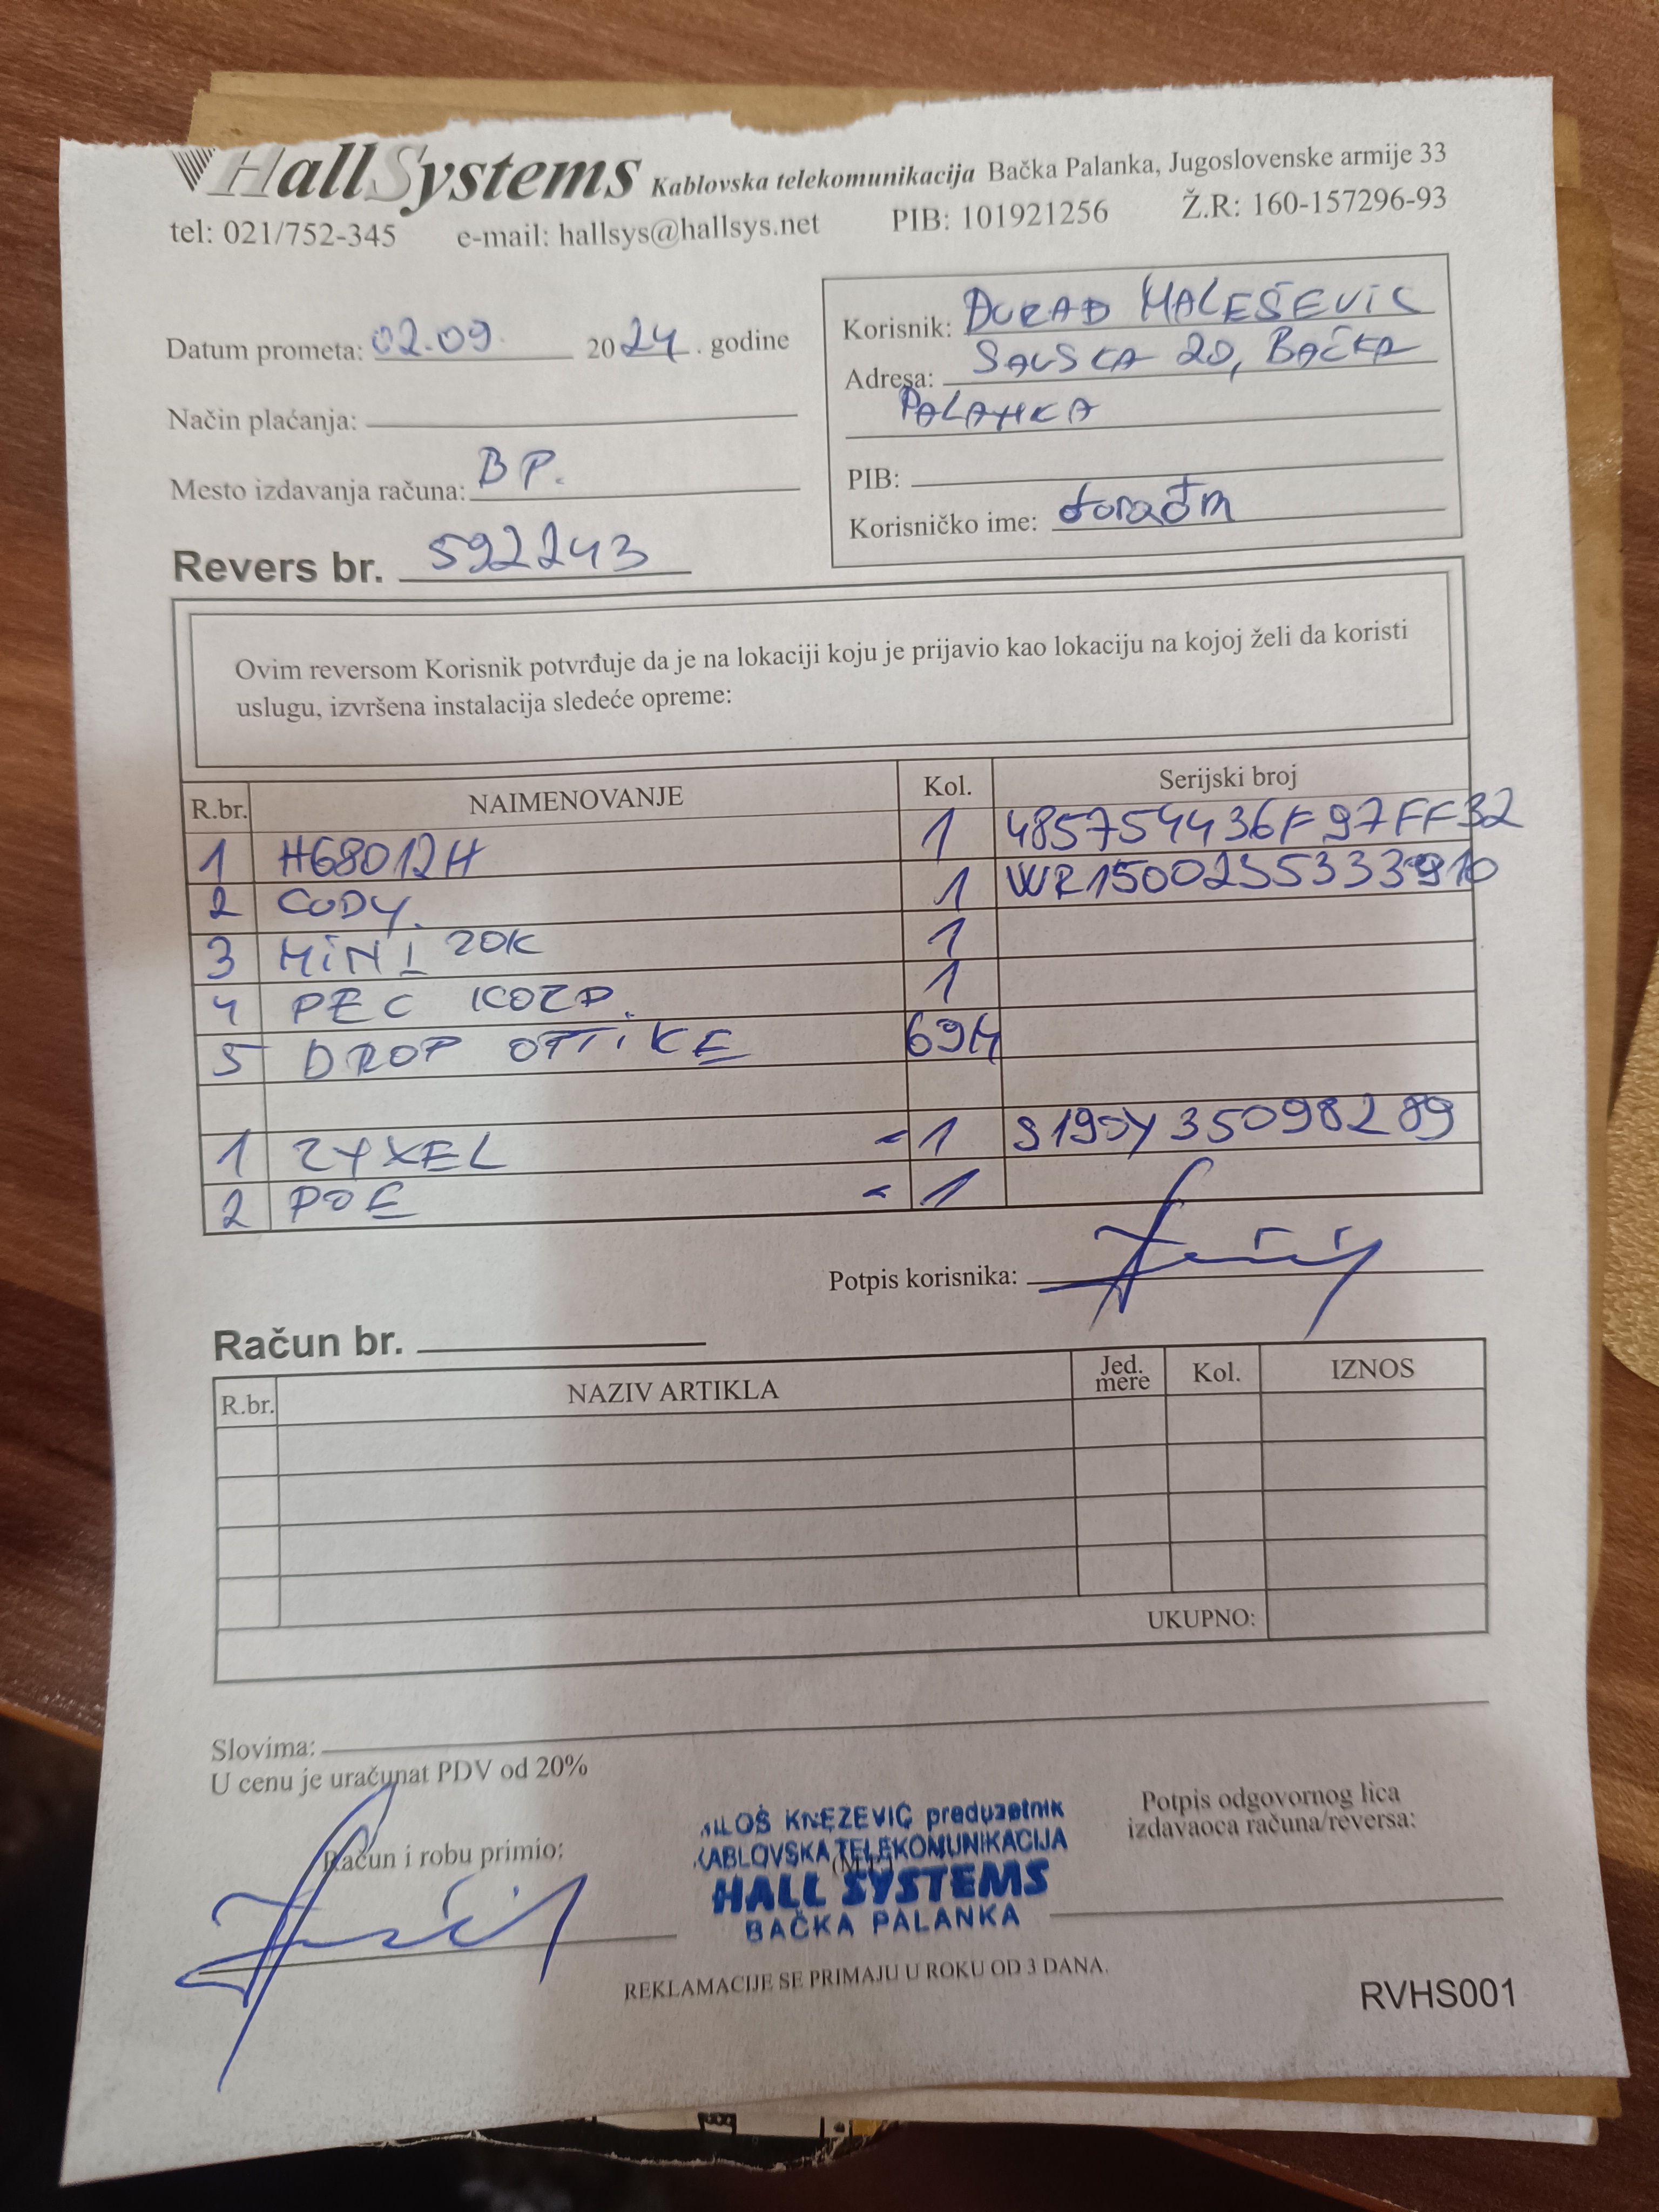 HallSystems Kablovska telekomunikacija Bačka Palanka, Jugoslovenske armije 33
tel: 021/752-345 e-mail: hallsys@hallsys.net PIB: 101921256 Ž.R: 160-157296-93
Datum prometa: 02.09. 2024. godine
Način plaćanja:
Mesto izdavanja računa: BP.
Revers br. 592243
Korisnik: ĐURAĐ MALEŠEVIC
Adresa: SAVSKA 20, BAČKA
PALANKA
PIB:
Korisničko ime:
Ovim reversom Korisnik potvrđuje da je na lokaciji koju je prijavio kao lokaciju na kojoj želi da koristi
uslugu, izvršena instalacija sledeće opreme:
R.br. NAIMENOVANJE Kol. Serijski broj
1 HG8012H 1 485754436F97FF32
2 CODY. 1
3 MINI ZOK 1
4 PEC KOZP. 1
5 DROP OPTIKE 69M
1 ZYXEL -1 S190Y35098289
2 POE -1
Potpis korisnika:
Račun br.
R.br. NAZIV ARTIKLA Jed. mere Kol. IZNOS
UKUPNO:
Slovima:
U cenu je uračunat PDV od 20%
Račun i robu primio:
MILOŠ KNEŽEVIĆ preduzetnik
KABLOVSKA TELEKOMUNIKACIJA
(M.P.)
HALL SYSTEMS
BAČKA PALANKA
Potpis odgovornog lica
izdavaoca računa/reversa:
REKLAMACIJE SE PRIMAJU U ROKU OD 3 DANA.
RVHS001